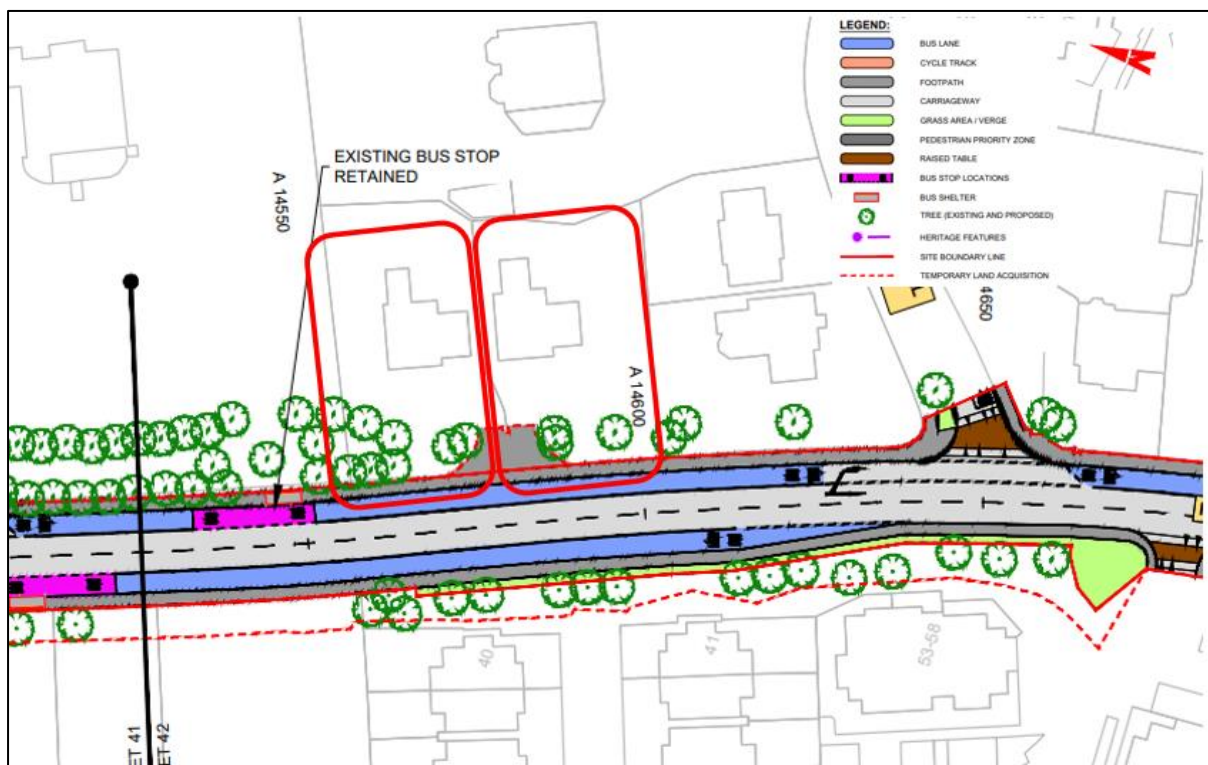 LEGEND:
BUS LANE
CYCLE TRACK
FOOTPATH
CARRIAGEWAY
GRASS AREA / VERGE
PEDESTRIAN PRIORITY ZONE
RAISED TABLE
BUS STOP LOCATIONS
BUS SHELTER
TREE (EXISTING AND PROPOSED)
HERITAGE FEATURES
SITE BOUNDARY LINE
TEMPORARY LAND ACQUISITION
EXISTING BUS STOP
RETAINED
A 14550
A 14600
4650
40
41
53-58
ET 41
ET 42